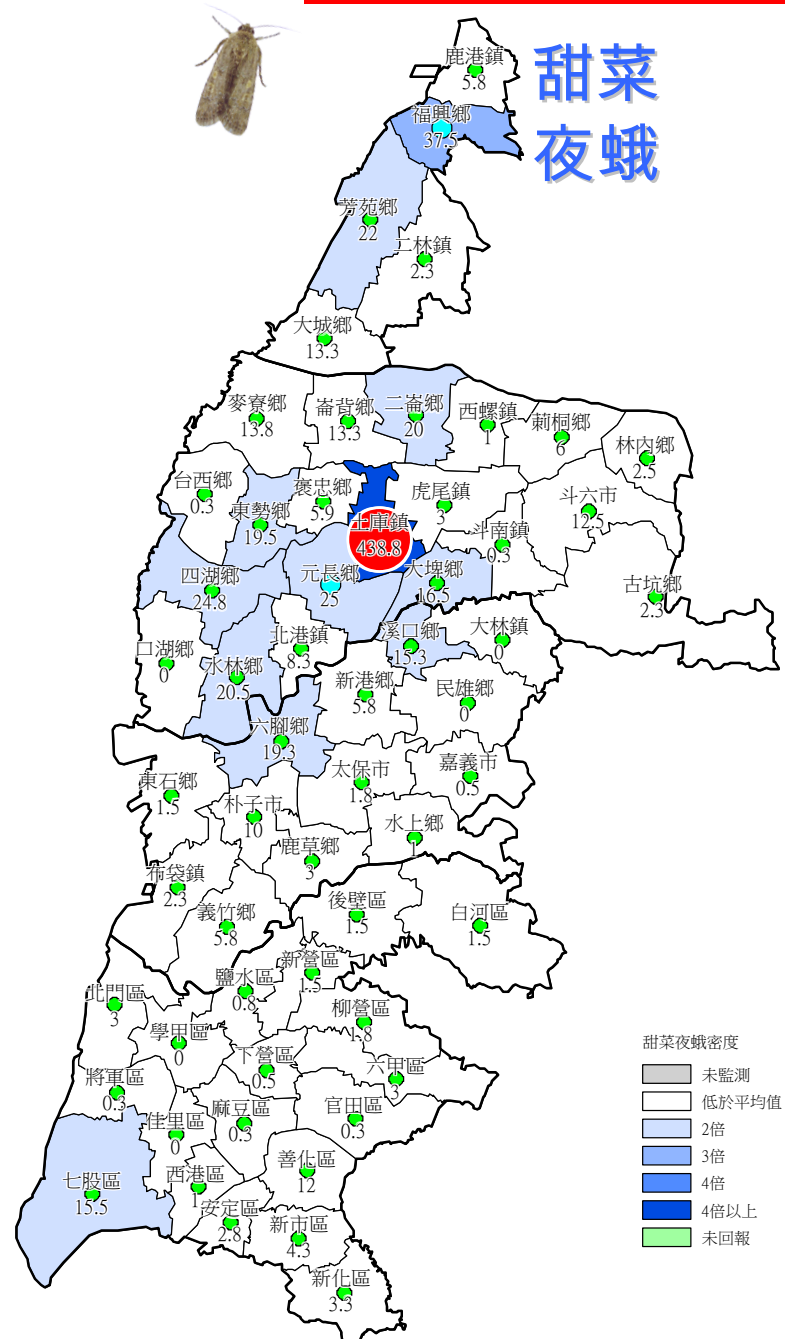 甜菜
夜蛾
鹿港鎮
5.8
福興鄉
37.5
芳苑鄉
22
二林鎮
2.3
大城鄉
13.3
麥寮鄉
13.8
崙背鄉
13.3
二崙鄉
20
西螺鎮
1
莿桐鄉
6
林內鄉
2.5
台西鄉
0.3
東勢鄉
19.5
褒忠鄉
5.9
土庫鎮
438.8
虎尾鎮
3
斗南鎮
0.3
斗六市
12.5
四湖鄉
24.8
元長鄉
25
大埤鄉
16.5
古坑鄉
2.3
口湖鄉
0
水林鄉
20.5
北港鎮
8.3
溪口鄉
15.3
大林鎮
0
新港鄉
5.8
民雄鄉
0
六腳鄉
19.3
東石鄉
1.5
朴子市
10
太保市
1.8
嘉義市
0.5
鹿草鄉
3
水上鄉
1
布袋鎮
2.3
義竹鄉
5.8
後壁區
1.5
白河區
1.5
新營區
1.5
鹽水區
0.8
北門區
3
學甲區
0
柳營區
1.8
下營區
0.5
六甲區
3
將軍區
0.3
佳里區
0
麻豆區
0.3
官田區
0.3
七股區
15.5
西港區
1
善化區
12
安定區
2.8
新市區
4.3
新化區
3.3
甜菜夜蛾密度
未監測
低於平均值
2倍
3倍
4倍
4倍以上
未回報